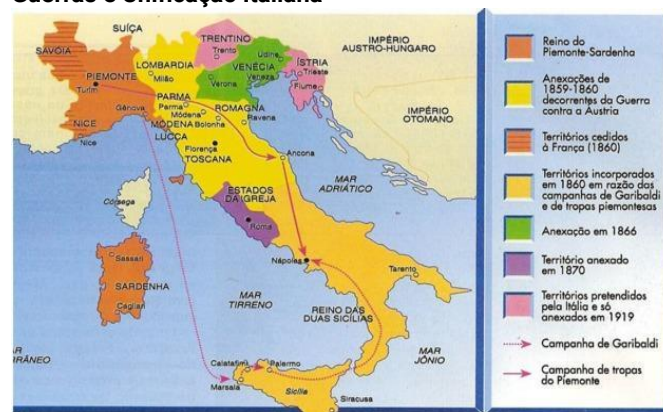 Guerras e Unificação Italiana
SUÍÇA
SAVÓIA
TRENTINO
Trento
IMPÉRIO
AUSTRO-HUNGARO
LOMBARDIA
Milão
VENÉCIA
Udine
Verona
Veneza
ÍSTRIA
Trieste
Fiume
PIEMONTE
Turim
PARMA
Parma
Módena
Bolonha
ROMAGNA
Ravena
IMPÉRIO
OTOMANO
Gênova
MÓDENA
NICE
Nice
LUCCA
Florença
TOSCANA
Ancona
MAR
ADRIÁTICO
Córsega
ESTADOS
DA IGREJA
Roma
Nápoles
Tarento
Sassari
SARDENHA
Cagliari
MAR
TIRRENO
REINO DAS
DUAS SICÍLIAS
MAR
JÔNIO
Calatafim
Palermo
Marsala
Sicília
Siracusa
Reino do
Piemonte-Sardenha
Anexações de
1859-1860
decorrentes da Guerra
contra a Áustria
Territórios cedidos
à França (1860)
Territórios incorporados
em 1860 em razão das
campanhas de Garibaldi
e de tropas piemontesas
Anexação em 1866
Território anexado
em 1870
Territórios pretendidos
pela Itália e só
anexados em 1919
Campanha de Garibaldi
Campanha de tropas
do Piemonte